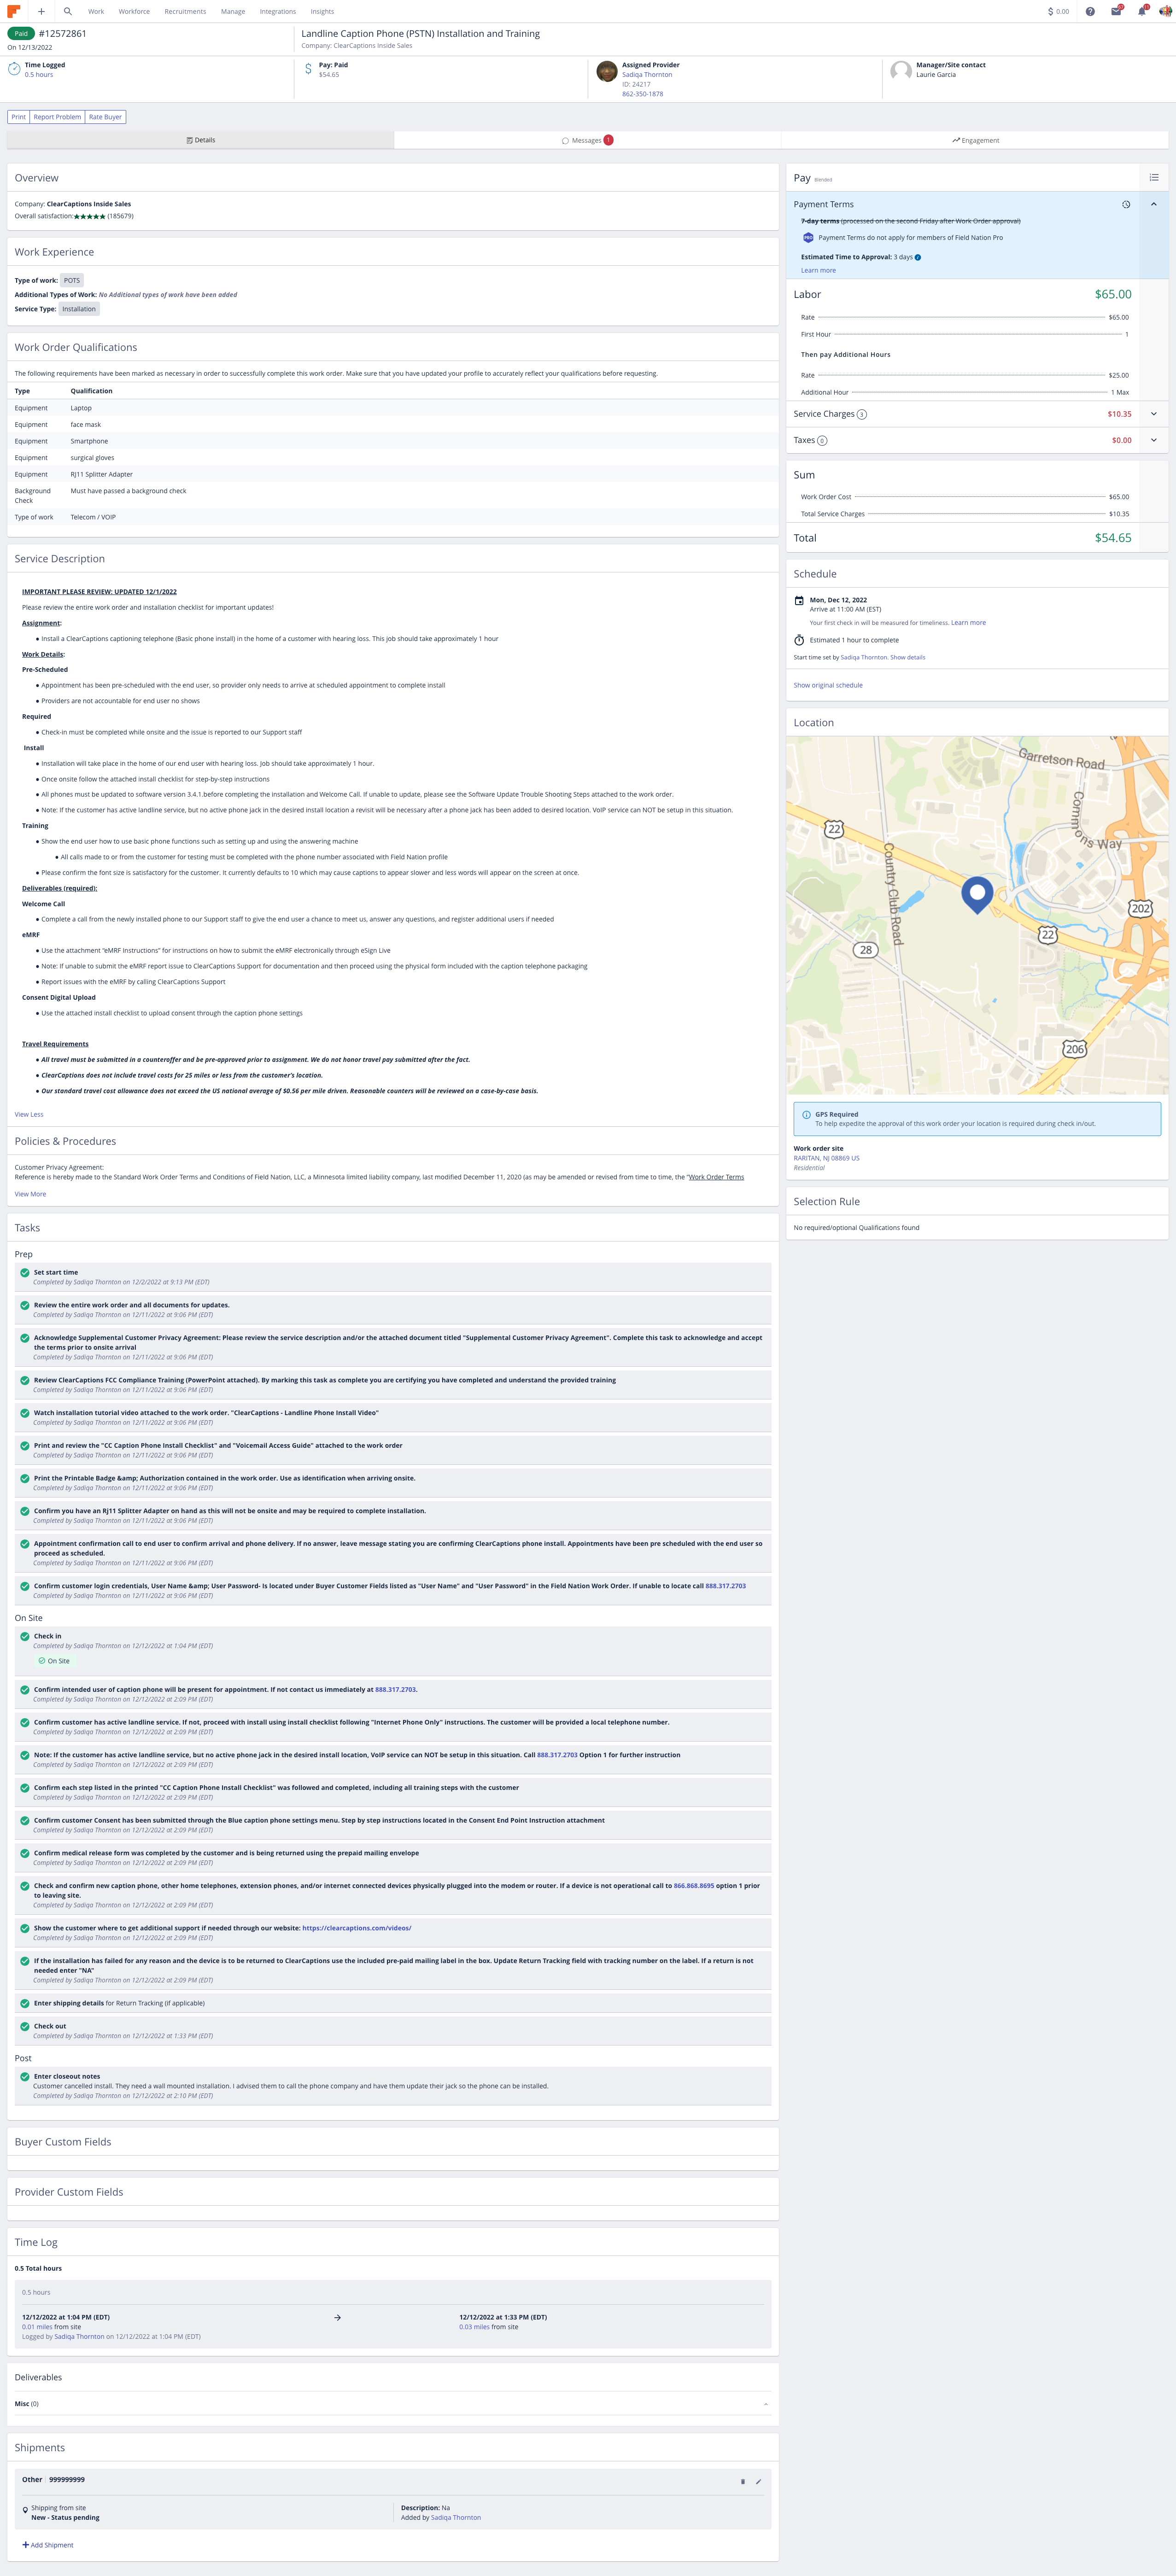 Work Workforce Recruitments Manage Integrations Insights
$ 0.00
Paid #12572861
On 12/13/2022
Landline Caption Phone (PSTN) Installation and Training
Company: ClearCaptions Inside Sales
Time Logged
0.5 hours
Pay: Paid
$54.65
Assigned Provider
Sadiqa Thornton
ID: 24217
862-350-1878
Manager/Site contact
Laurie Garcia
Print Report Problem Rate Buyer
Details
Messages 1
Engagement
Overview
Company: ClearCaptions Inside Sales
Overall satisfaction:★★★★★ (185679)
Work Experience
Type of work: POTS
Additional Types of Work: No Additional types of work have been added
Service Type: Installation
Work Order Qualifications
The following requirements have been marked as necessary in order to successfully complete this work order. Make sure that you have updated your profile to accurately reflect your qualifications before requesting.
Type Qualification
Equipment Laptop
Equipment face mask
Equipment Smartphone
Equipment surgical gloves
Equipment RJ11 Splitter Adapter
Background Must have passed a background check
Check
Type of work Telecom / VOIP
Service Description
IMPORTANT PLEASE REVIEW: UPDATED 12/1/2022
Please review the entire work order and installation checklist for important updates!
Assignment:
● Install a ClearCaptions captioning telephone (Basic phone install) in the home of a customer with hearing loss. This job should take approximately 1 hour
Work Details:
Pre-Scheduled
● Appointment has been pre-scheduled with the end user, so provider only needs to arrive at scheduled appointment to complete install
● Providers are not accountable for end user no shows
Required
● Check-in must be completed while onsite and the issue is reported to our Support staff
Install
● Installation will take place in the home of our end user with hearing loss. Job should take approximately 1 hour.
● Once onsite follow the attached install checklist for step-by-step instructions
● All phones must be updated to software version 3.4.1.before completing the installation and Welcome Call. If unable to update, please see the Software Update Trouble Shooting Steps attached to the work order.
● Note: If the customer has active landline service, but no active phone jack in the desired install location a revisit will be necessary after a phone jack has been added to desired location. VoIP service can NOT be setup in this situation.
Training
● Show the end user how to use basic phone functions such as setting up and using the answering machine
● All calls made to or from the customer for testing must be completed with the phone number associated with Field Nation profile
● Please confirm the font size is satisfactory for the customer. It currently defaults to 10 which may cause captions to appear slower and less words will appear on the screen at once.
Deliverables (required):
Welcome Call
● Complete a call from the newly installed phone to our Support staff to give the end user a chance to meet us, answer any questions, and register additional users if needed
eMRF
● Use the attachment "eMRF Instructions" for instructions on how to submit the eMRF electronically through eSign Live
● Note: If unable to submit the eMRF report issue to ClearCaptions Support for documentation and then proceed using the physical form included with the caption telephone packaging
● Report issues with the eMRF by calling ClearCaptions Support
Consent Digital Upload
● Use the attached install checklist to upload consent through the caption phone settings
Travel Requirements
● All travel must be submitted in a counteroffer and be pre-approved prior to assignment. We do not honor travel pay submitted after the fact.
● ClearCaptions does not include travel costs for 25 miles or less from the customer's location.
● Our standard travel cost allowance does not exceed the US national average of $0.56 per mile driven. Reasonable counters will be reviewed on a case-by-case basis.
View Less
Policies & Procedures
Customer Privacy Agreement:
Reference is hereby made to the Standard Work Order Terms and Conditions of Field Nation, LLC, a Minnesota limited liability company, last modified December 11, 2020 (as may be amended or revised from time to time, the "Work Order Terms
View More
Tasks
Prep
Set start time
Completed by Sadiqa Thornton on 12/2/2022 at 9:13 PM (EDT)
Review the entire work order and all documents for updates.
Completed by Sadiqa Thornton on 12/11/2022 at 9:06 PM (EDT)
Acknowledge Supplemental Customer Privacy Agreement: Please review the service description and/or the attached document titled "Supplemental Customer Privacy Agreement". Complete this task to acknowledge and accept
the terms prior to onsite arrival
Completed by Sadiqa Thornton on 12/11/2022 at 9:06 PM (EDT)
Review ClearCaptions FCC Compliance Training (PowerPoint attached). By marking this task as complete you are certifying you have completed and understand the provided training
Completed by Sadiqa Thornton on 12/11/2022 at 9:06 PM (EDT)
Watch installation tutorial video attached to the work order. "ClearCaptions - Landline Phone Install Video"
Completed by Sadiqa Thornton on 12/11/2022 at 9:06 PM (EDT)
Print and review the "CC Caption Phone Install Checklist" and "Voicemail Access Guide" attached to the work order
Completed by Sadiqa Thornton on 12/11/2022 at 9:06 PM (EDT)
Print the Printable Badge &amp; Authorization contained in the work order. Use as identification when arriving onsite.
Completed by Sadiqa Thornton on 12/11/2022 at 9:06 PM (EDT)
Confirm you have an Rj11 Splitter Adapter on hand as this will not be onsite and may be required to complete installation.
Completed by Sadiqa Thornton on 12/11/2022 at 9:06 PM (EDT)
Appointment confirmation call to end user to confirm arrival and phone delivery. If no answer, leave message stating you are confirming ClearCaptions phone install. Appointments have been pre scheduled with the end user so
proceed as scheduled.
Completed by Sadiqa Thornton on 12/11/2022 at 9:06 PM (EDT)
Confirm customer login credentials, User Name &amp; User Password- Is located under Buyer Customer Fields listed as "User Name" and "User Password" in the Field Nation Work Order. If unable to locate call 888.317.2703
Completed by Sadiqa Thornton on 12/11/2022 at 9:06 PM (EDT)
On Site
Check in
Completed by Sadiqa Thornton on 12/12/2022 at 1:04 PM (EDT)
On Site
Confirm intended user of caption phone will be present for appointment. If not contact us immediately at 888.317.2703.
Completed by Sadiqa Thornton on 12/12/2022 at 2:09 PM (EDT)
Confirm customer has active landline service. If not, proceed with install using install checklist following "Internet Phone Only" instructions. The customer will be provided a local telephone number.
Completed by Sadiqa Thornton on 12/12/2022 at 2:09 PM (EDT)
Note: If the customer has active landline service, but no active phone jack in the desired install location, VoIP service can NOT be setup in this situation. Call 888.317.2703 Option 1 for further instruction
Completed by Sadiqa Thornton on 12/12/2022 at 2:09 PM (EDT)
Confirm each step listed in the printed "CC Caption Phone Install Checklist" was followed and completed, including all training steps with the customer
Completed by Sadiqa Thornton on 12/12/2022 at 2:09 PM (EDT)
Confirm customer Consent has been submitted through the Blue caption phone settings menu. Step by step instructions located in the Consent End Point Instruction attachment
Completed by Sadiqa Thornton on 12/12/2022 at 2:09 PM (EDT)
Confirm medical release form was completed by the customer and is being returned using the prepaid mailing envelope
Completed by Sadiqa Thornton on 12/12/2022 at 2:09 PM (EDT)
Check and confirm new caption phone, other home telephones, extension phones, and/or internet connected devices physically plugged into the modem or router. If a device is not operational call to 866.868.8695 option 1 prior
to leaving site.
Completed by Sadiqa Thornton on 12/12/2022 at 2:09 PM (EDT)
Show the customer where to get additional support if needed through our website: https://clearcaptions.com/videos/
Completed by Sadiqa Thornton on 12/12/2022 at 2:09 PM (EDT)
If the installation has failed for any reason and the device is to be returned to ClearCaptions use the included pre-paid mailing label in the box. Update Return Tracking field with tracking number on the label. If a return is not
needed enter "NA"
Completed by Sadiqa Thornton on 12/12/2022 at 2:09 PM (EDT)
Enter shipping details for Return Tracking (if applicable)
Check out
Completed by Sadiqa Thornton on 12/12/2022 at 1:33 PM (EDT)
Post
Enter closeout notes
Customer cancelled install. They need a wall mounted installation. I advised them to call the phone company and have them update their jack so the phone can be installed.
Completed by Sadiqa Thornton on 12/12/2022 at 2:10 PM (EDT)
Buyer Custom Fields
Provider Custom Fields
Time Log
0.5 Total hours
0.5 hours
12/12/2022 at 1:04 PM (EDT) → 12/12/2022 at 1:33 PM (EDT)
0.01 miles from site 0.03 miles from site
Logged by Sadiqa Thornton on 12/12/2022 at 1:04 PM (EDT)
Deliverables
Misc (0)
Shipments
Other 999999999
Shipping from site
New - Status pending
Description: Na
Added by Sadiqa Thornton
+ Add Shipment
Pay Blended
Payment Terms
7-day terms (processed on the second Friday after Work Order approval)
PRO Payment Terms do not apply for members of Field Nation Pro
Estimated Time to Approval: 3 days
Learn more
Labor $65.00
Rate $65.00
First Hour 1
Then pay Additional Hours
Rate $25.00
Additional Hour 1 Max
Service Charges 3 $10.35
Taxes 0 $0.00
Sum
Work Order Cost $65.00
Total Service Charges $10.35
Total $54.65
Schedule
Mon, Dec 12, 2022
Arrive at 11:00 AM (EST)
Your first check in will be measured for timeliness. Learn more
Estimated 1 hour to complete
Start time set by Sadiqa Thornton. Show details
Show original schedule
Location
Garretson Road
Commons Way
Country Club Road
22
202
22
28
206
GPS Required
To help expedite the approval of this work order your location is required during check in/out.
Work order site
RARITAN, NJ 08869 US
Residential
Selection Rule
No required/optional Qualifications found